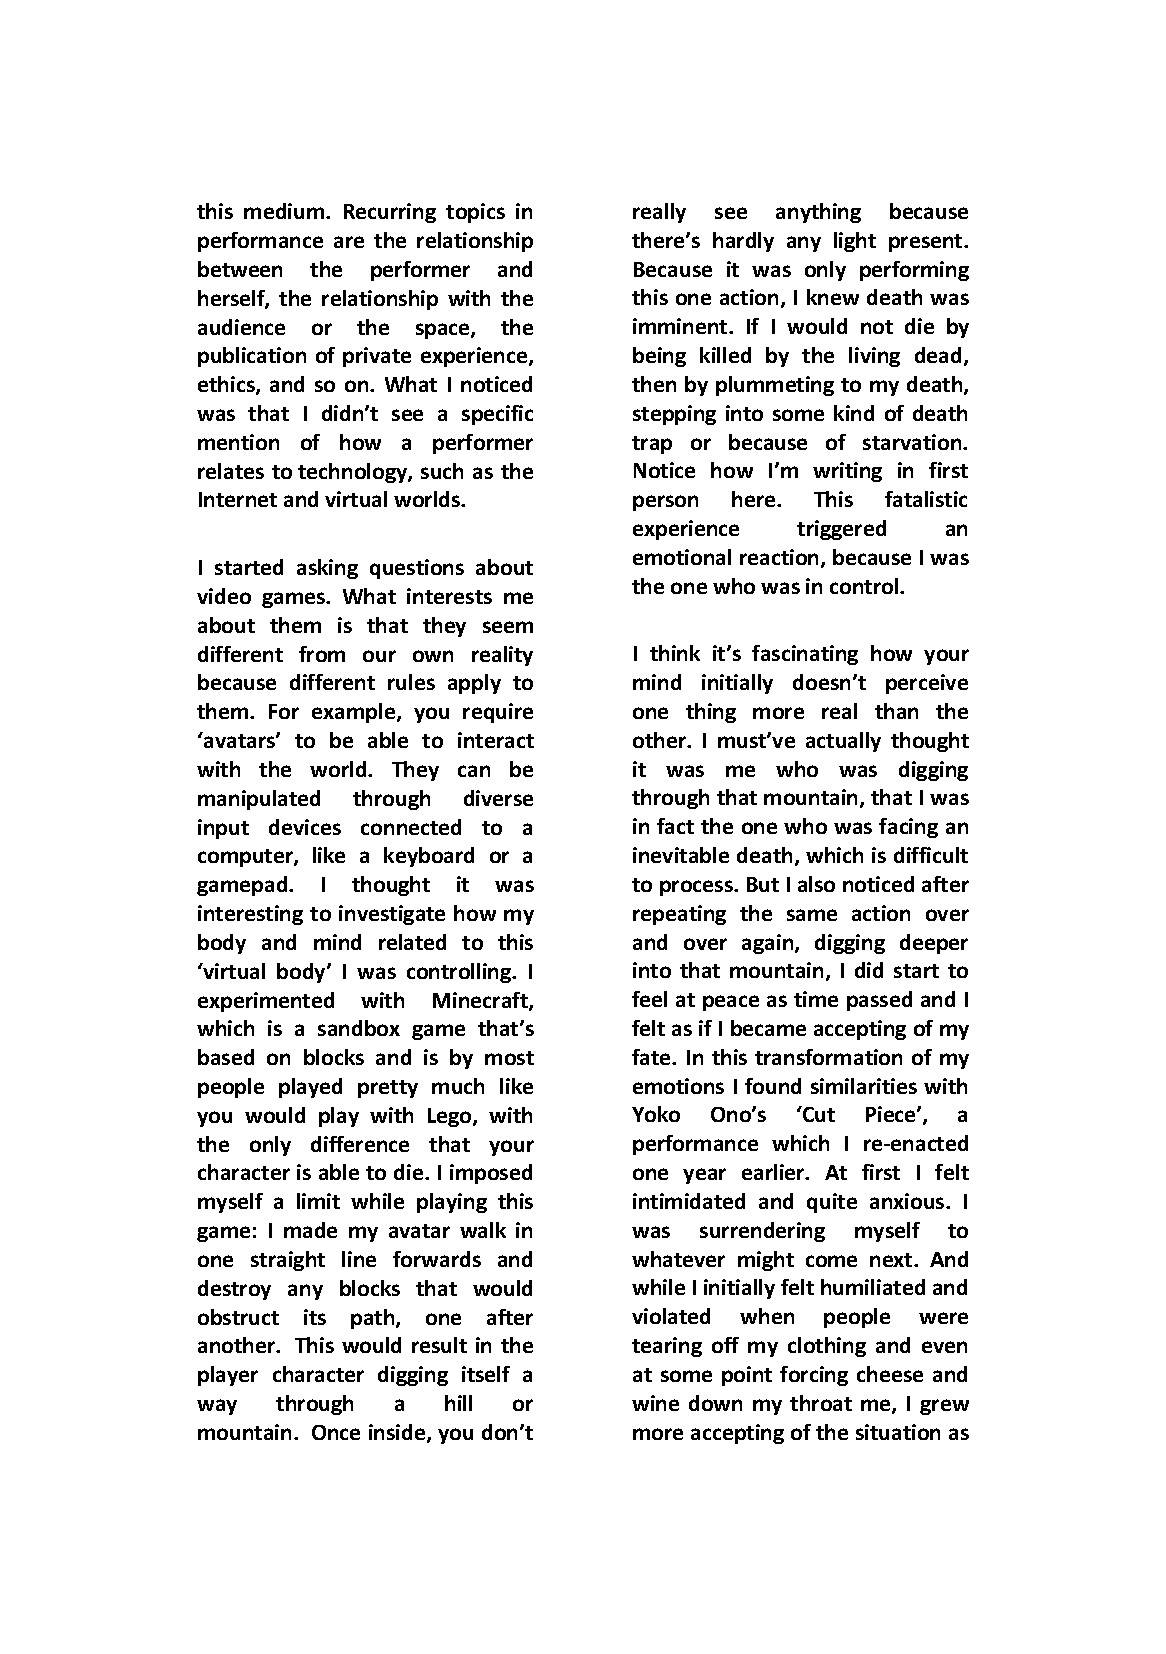 this medium. Recurring topics in
performance are the relationship
between the performer and
herself, the relationship with the
audience or the space, the
publication of private experience,
ethics, and so on. What I noticed
was that I didn’t see a specific
mention of how a performer
relates to technology, such as the
Internet and virtual worlds.
I started asking questions about
video games. What interests me
about them is that they seem
different from our own reality
because different rules apply to
them. For example, you require
‘avatars’ to be able to interact
with the world. They can be
manipulated through diverse
input devices connected to a
computer, like a keyboard or a
gamepad. I thought it was
interesting to investigate how my
body and mind related to this
‘virtual body’ I was controlling. I
experimented with Minecraft,
which is a sandbox game that’s
based on blocks and is by most
people played pretty much like
you would play with Lego, with
the only difference that your
character is able to die. I imposed
myself a limit while playing this
game: I made my avatar walk in
one straight line forwards and
destroy any blocks that would
obstruct its path, one after
another. This would result in the
player character digging itself a
way through a hill or
mountain. Once inside, you don’t
really see anything because
there’s hardly any light present.
Because it was only performing
this one action, I knew death was
imminent. If I would not die by
being killed by the living dead,
then by plummeting to my death,
stepping into some kind of death
trap or because of starvation.
Notice how I’m writing in first
person here. This fatalistic
experience triggered an
emotional reaction, because I was
the one who was in control.
I think it’s fascinating how your
mind initially doesn’t perceive
one thing more real than the
other. I must’ve actually thought
it was me who was digging
through that mountain, that I was
in fact the one who was facing an
inevitable death, which is difficult
to process. But I also noticed after
repeating the same action over
and over again, digging deeper
into that mountain, I did start to
feel at peace as time passed and I
felt as if I became accepting of my
fate. In this transformation of my
emotions I found similarities with
Yoko Ono’s ‘Cut Piece’, a
performance which I re-enacted
one year earlier. At first I felt
intimidated and quite anxious. I
was surrendering myself to
whatever might come next. And
while I initially felt humiliated and
violated when people were
tearing off my clothing and even
at some point forcing cheese and
wine down my throat me, I grew
more accepting of the situation as